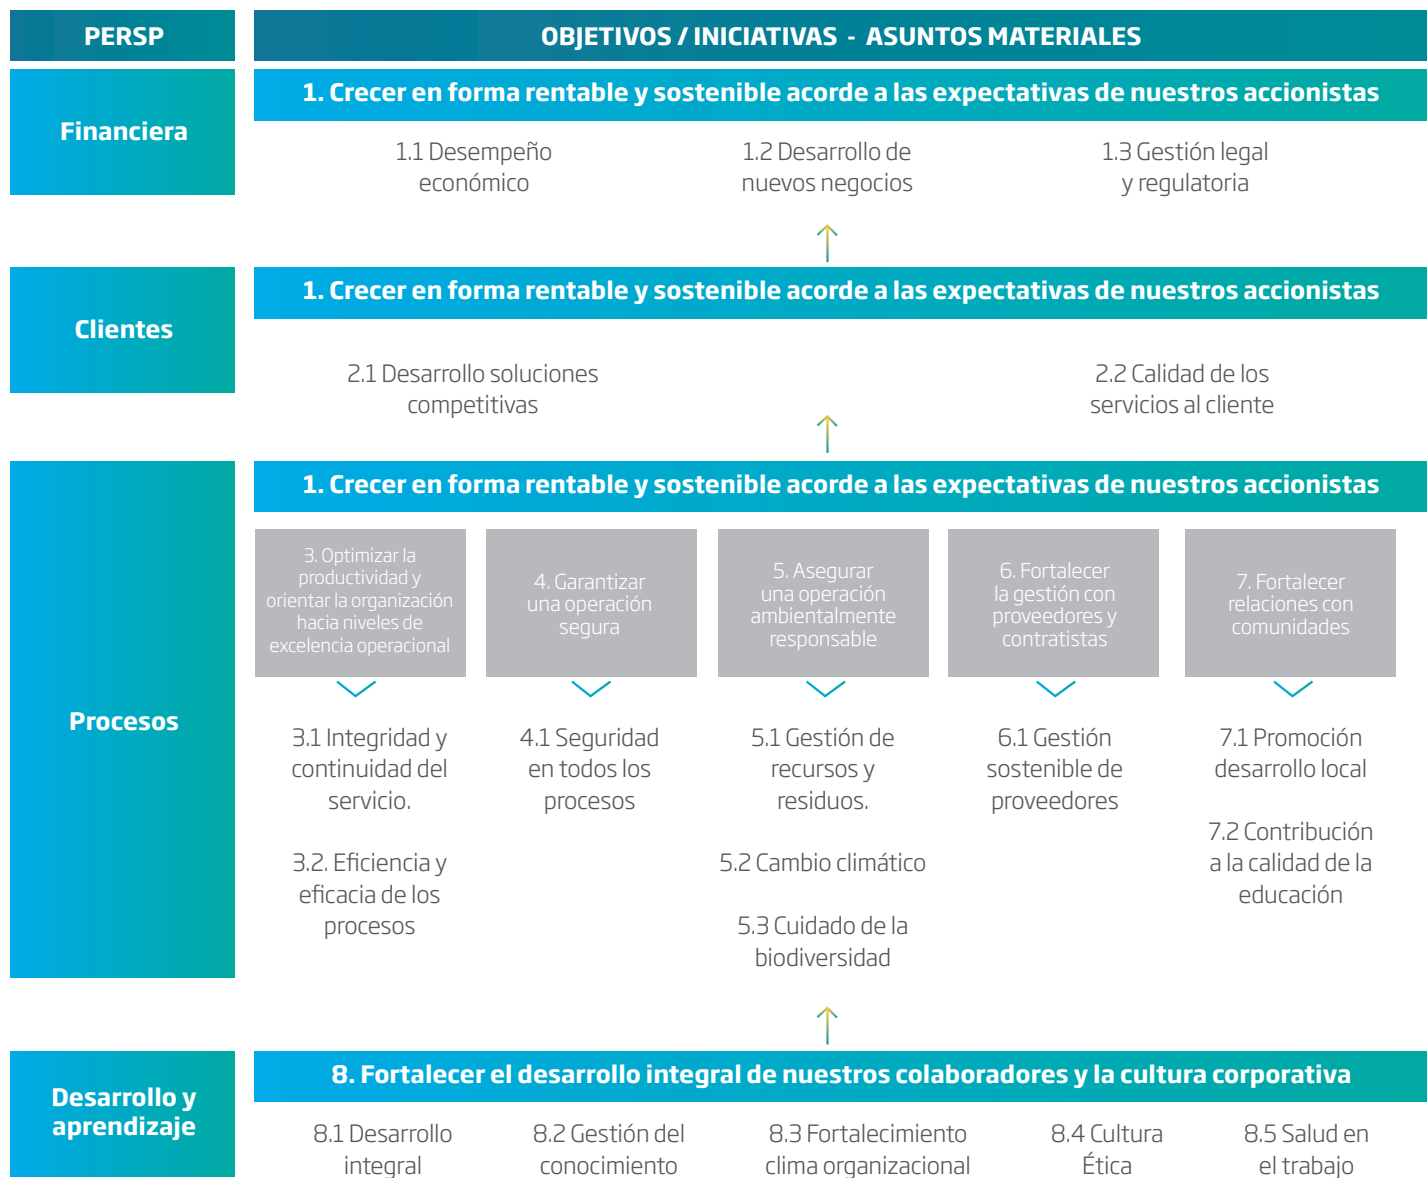 PERSP
OBJETIVOS / INICIATIVAS - ASUNTOS MATERIALES
Financiera
1. Crecer en forma rentable y sostenible acorde a las expectativas de nuestros accionistas
1.1 Desempeño
económico
1.2 Desarrollo de
nuevos negocios
1.3 Gestión legal
y regulatoria
Clientes
1. Crecer en forma rentable y sostenible acorde a las expectativas de nuestros accionistas
2.1 Desarrollo soluciones
competitivas
2.2 Calidad de los
servicios al cliente
Procesos
1. Crecer en forma rentable y sostenible acorde a las expectativas de nuestros accionistas
3. Optimizar la
productividad y
orientar la organización
hacia niveles de
excelencia operacional
4. Garantizar
una operación
segura
5. Asegurar
una operación
ambientalmente
responsable
6. Fortalecer
la gestión con
proveedores y
contratistas
7. Fortalecer
relaciones con
comunidades
3.1 Integridad y
continuidad del
servicio.
3.2. Eficiencia y
eficacia de los
procesos
4.1 Seguridad
en todos los
procesos
5.1 Gestión de
recursos y
residuos.
5.2 Cambio climático
5.3 Cuidado de la
biodiversidad
6.1 Gestión
sostenible de
proveedores
7.1 Promoción
desarrollo local
7.2 Contribución
a la calidad de la
educación
Desarrollo y
aprendizaje
8. Fortalecer el desarrollo integral de nuestros colaboradores y la cultura corporativa
8.1 Desarrollo
integral
8.2 Gestión del
conocimiento
8.3 Fortalecimiento
clima organizacional
8.4 Cultura
Ética
8.5 Salud en
el trabajo